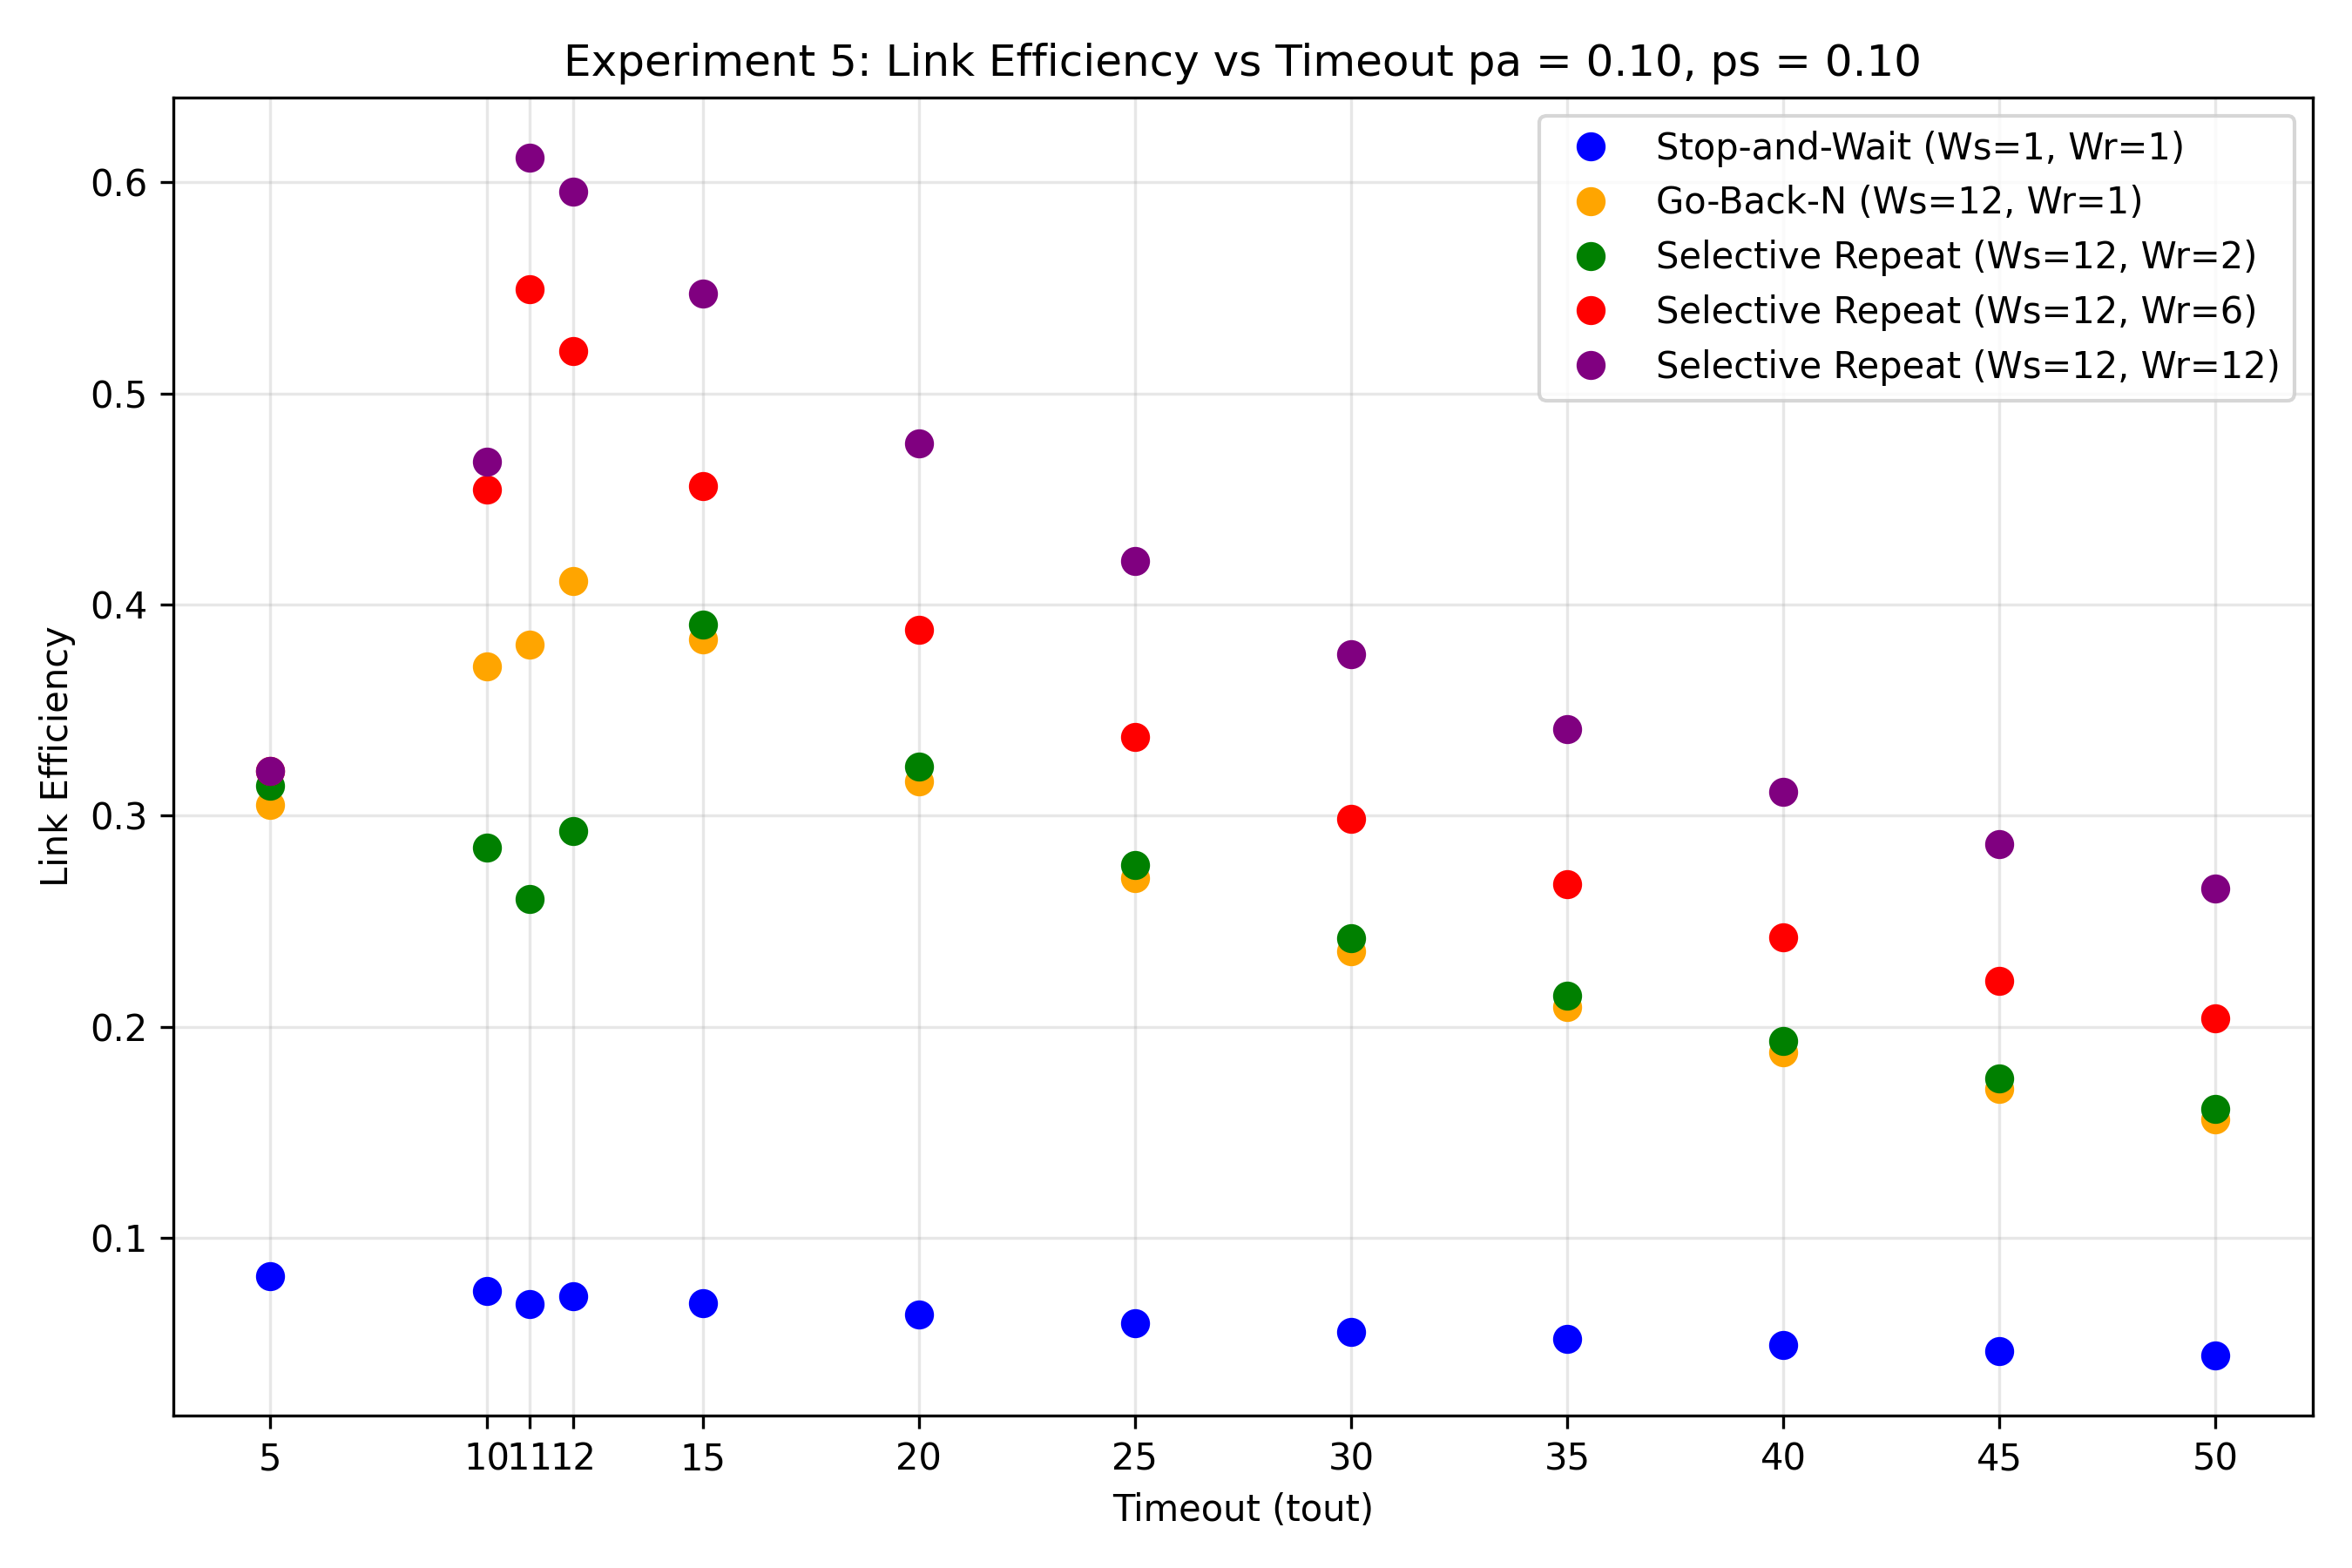 Experiment 5: Link Efficiency vs Timeout pa = 0.10, ps = 0.10
Stop-and-Wait (Ws=1, Wr=1)
Go-Back-N (Ws=12, Wr=1)
Selective Repeat (Ws=12, Wr=2)
Selective Repeat (Ws=12, Wr=6)
Selective Repeat (Ws=12, Wr=12)
Link Efficiency
0.6
0.5
0.4
0.3
0.2
0.1
5 10 11 12 15 20 25 30 35 40 45 50
Timeout (tout)